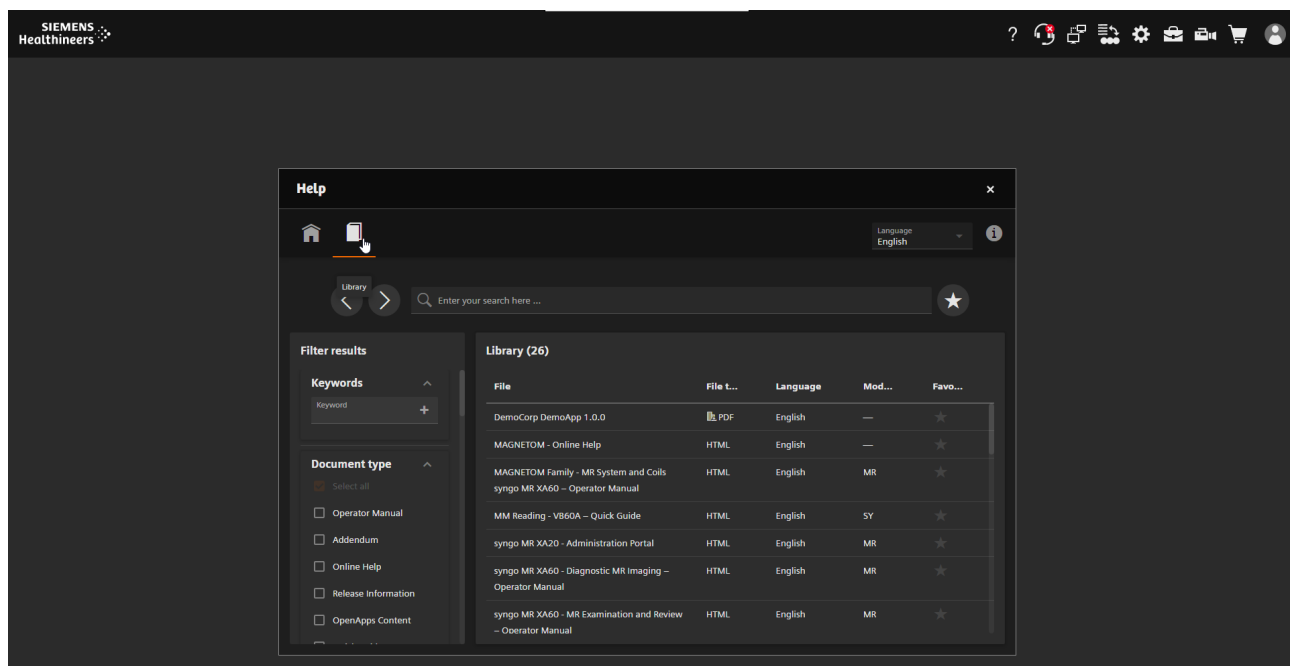 SIEMENS
Healthineers
?
Help
Language
English
Library
Enter your search here ...
Filter results
Keywords
Keyword
Document type
Select all
Operator Manual
Addendum
Online Help
Release Information
OpenApps Content
Library (26)
File File t... Language Mod... Favo...
DemoCorp DemoApp 1.0.0 PDF English —
MAGNETOM - Online Help HTML English —
MAGNETOM Family - MR System and Coils HTML English MR
syngo MR XA60 – Operator Manual
MM Reading - VB60A – Quick Guide HTML English SY
syngo MR XA20 - Administration Portal HTML English MR
syngo MR XA60 - Diagnostic MR Imaging – HTML English MR
Operator Manual
syngo MR XA60 - MR Examination and Review HTML English MR
– Operator Manual